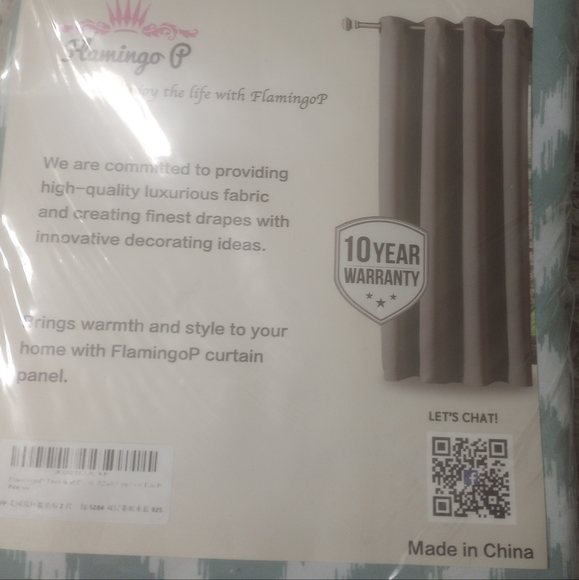 Flamingo P
the life with FlamingoP
We are committed to providing
high-quality luxurious fabric
and creating finest drapes with
innovative decorating ideas.
10 YEAR
WARRANTY
Brings warmth and style to your
home with FlamingoP curtain
panel.
LET'S CHAT!
Made in China